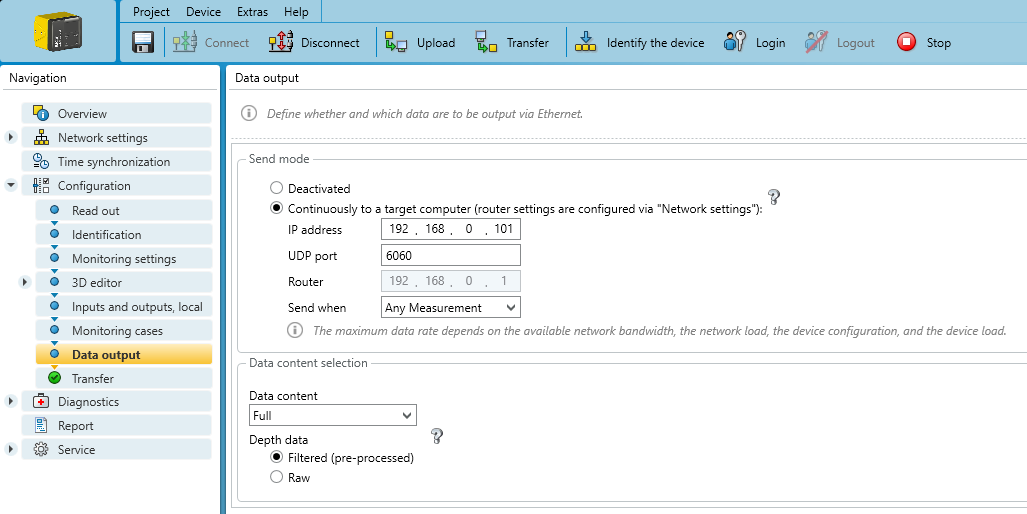 Project Device Extras Help
Connect Disconnect Upload Transfer Identify the device Login Logout Stop
Navigation
Overview
Network settings
Time synchronization
Configuration
Read out
Identification
Monitoring settings
3D editor
Inputs and outputs, local
Monitoring cases
Data output
Transfer
Diagnostics
Report
Service
Data output
Define whether and which data are to be output via Ethernet.
Send mode
Deactivated
Continuously to a target computer (router settings are configured via "Network settings"):
IP address 192 . 168 . 0 . 101
UDP port 6060
Router 192 . 168 . 0 . 1
Send when Any Measurement
The maximum data rate depends on the available network bandwidth, the network load, the device configuration, and the device load.
Data content selection
Data content
Full
Depth data
Filtered (pre-processed)
Raw